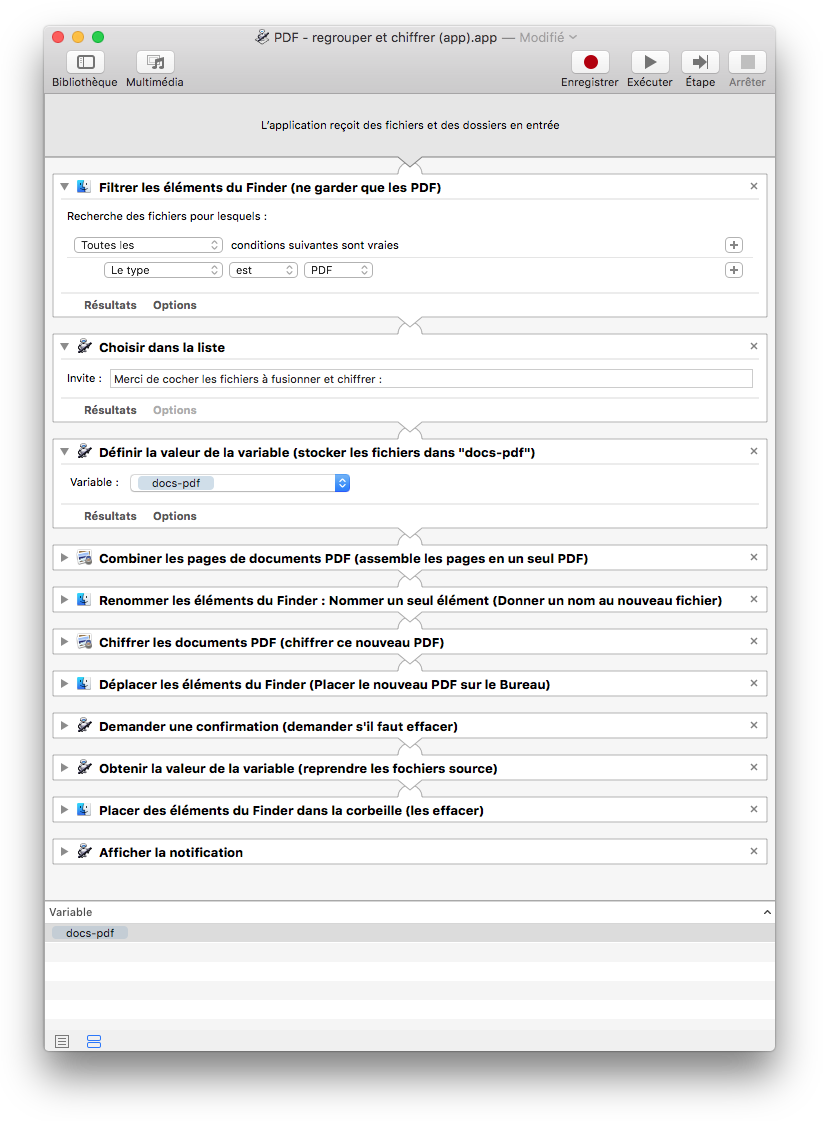 PDF - regrouper et chiffrer (app).app — Modifié
Bibliothèque Multimédia Enregistrer Exécuter Étape Arrêter
L'application reçoit des fichiers et des dossiers en entrée
Filtrer les éléments du Finder (ne garder que les PDF)
Recherche des fichiers pour lesquels :
Toutes les conditions suivantes sont vraies
Le type est PDF
Résultats Options
Choisir dans la liste
Invite : Merci de cocher les fichiers à fusionner et chiffrer :
Résultats Options
Définir la valeur de la variable (stocker les fichiers dans "docs-pdf")
Variable : docs-pdf
Résultats Options
Combiner les pages de documents PDF (assemble les pages en un seul PDF)
Renommer les éléments du Finder : Nommer un seul élément (Donner un nom au nouveau fichier)
Chiffrer les documents PDF (chiffrer ce nouveau PDF)
Déplacer les éléments du Finder (Placer le nouveau PDF sur le Bureau)
Demander une confirmation (demander s'il faut effacer)
Obtenir la valeur de la variable (reprendre les fochiers source)
Placer des éléments du Finder dans la corbeille (les effacer)
Afficher la notification
Variable
docs-pdf